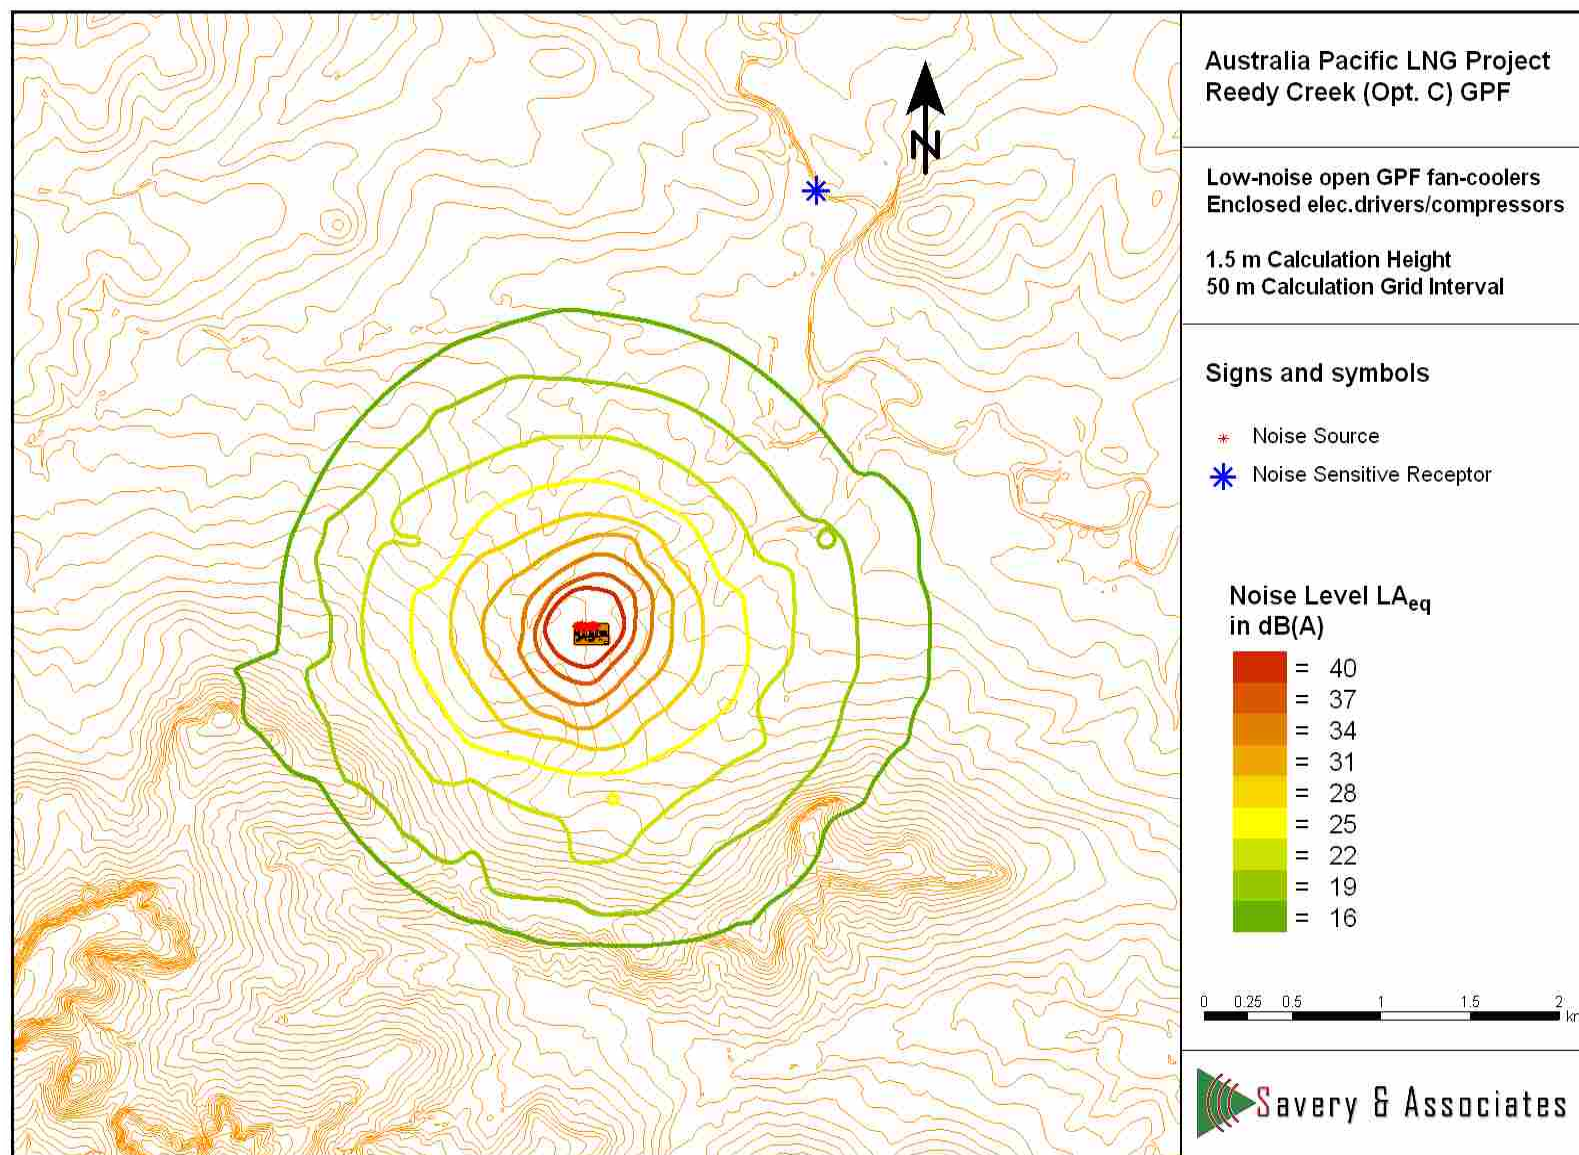 N
Australia Pacific LNG Project
Reedy Creek (Opt. C) GPF
Low-noise open GPF fan-coolers
Enclosed elec.drivers/compressors
1.5 m Calculation Height
50 m Calculation Grid Interval
Signs and symbols
Noise Source
Noise Sensitive Receptor
Noise Level LAeq
in dB(A)
= 40
= 37
= 34
= 31
= 28
= 25
= 22
= 19
= 16
0 0.25 0.5 1 1.5 2
km
Savery & Associates